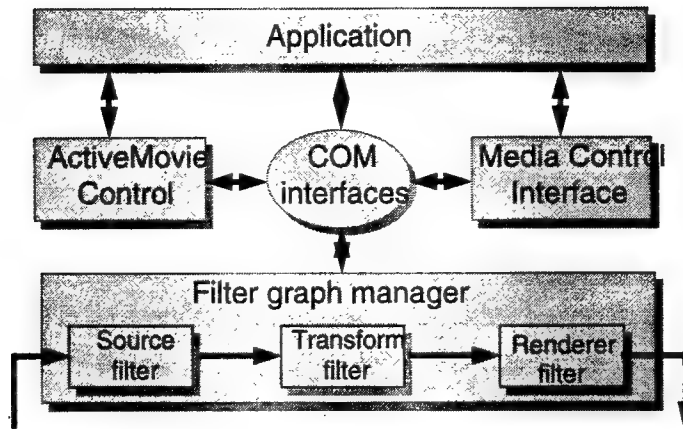 Application
ActiveMovie
Control
COM
interfaces
Media Control
Interface
Filter graph manager
Source
filter
Transform
filter
Renderer
filter